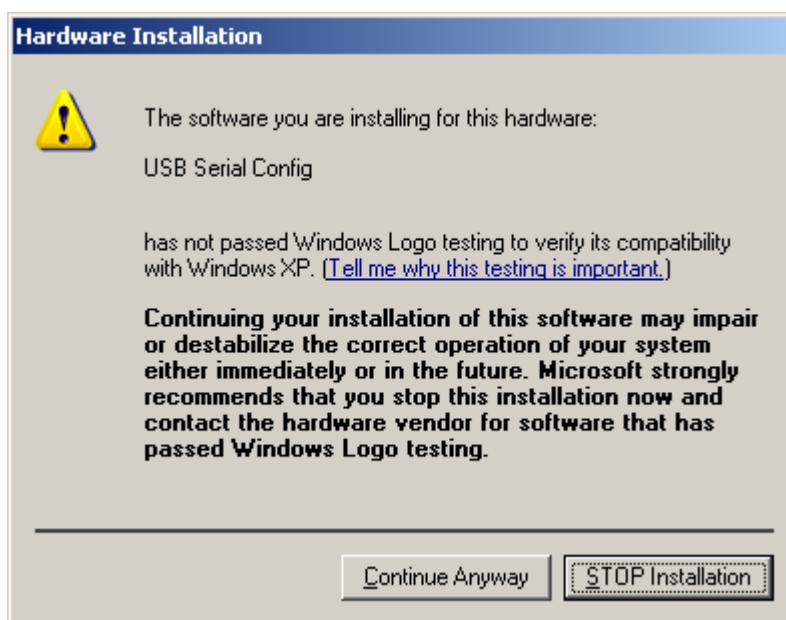 Hardware Installation
The software you are installing for this hardware:
USB Serial Config
has not passed Windows Logo testing to verify its compatibility
with Windows XP. (Tell me why this testing is important.)
Continuing your installation of this software may impair
or destabilize the correct operation of your system
either immediately or in the future. Microsoft strongly
recommends that you stop this installation now and
contact the hardware vendor for software that has
passed Windows Logo testing.
Continue Anyway
STOP Installation